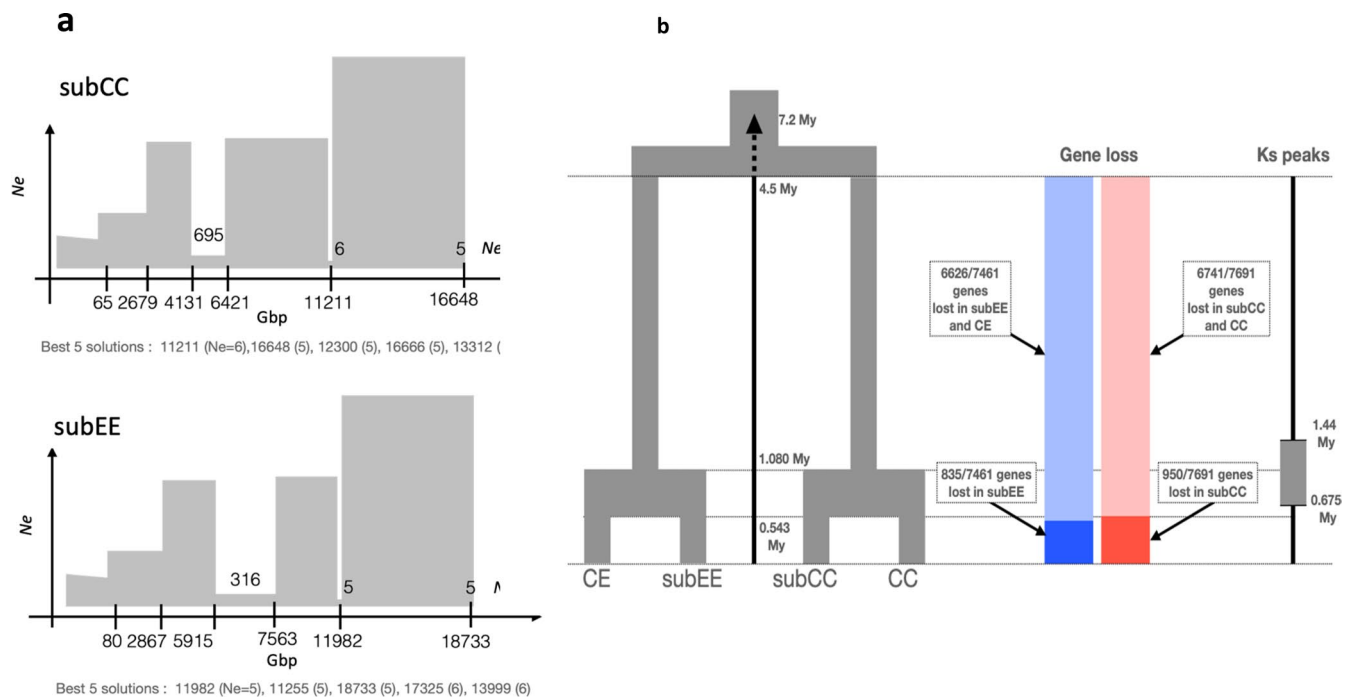 a
subCC
Ne
695
6
5
Ne
65 2679 4131 6421 11211 16648
Gbp
Best 5 solutions : 11211 (Ne=6),16648 (5), 12300 (5), 16666 (5), 13312 (
subEE
Ne
316
5
5
80 2867 5915 7563 11982 18733
Gbp
Best 5 solutions : 11982 (Ne=5), 11255 (5), 18733 (5), 17325 (6), 13999 (6)
b
7.2 My
4.5 My
1.080 My
0.543
My
CE subEE subCC CC
Gene loss
6626/7461
genes
lost in subEE
and CE
6741/7691
genes
lost in subCC
and CC
835/7461 genes
lost in subEE
950/7691 genes
lost in subCC
Ks peaks
1.44
My
0.675
My